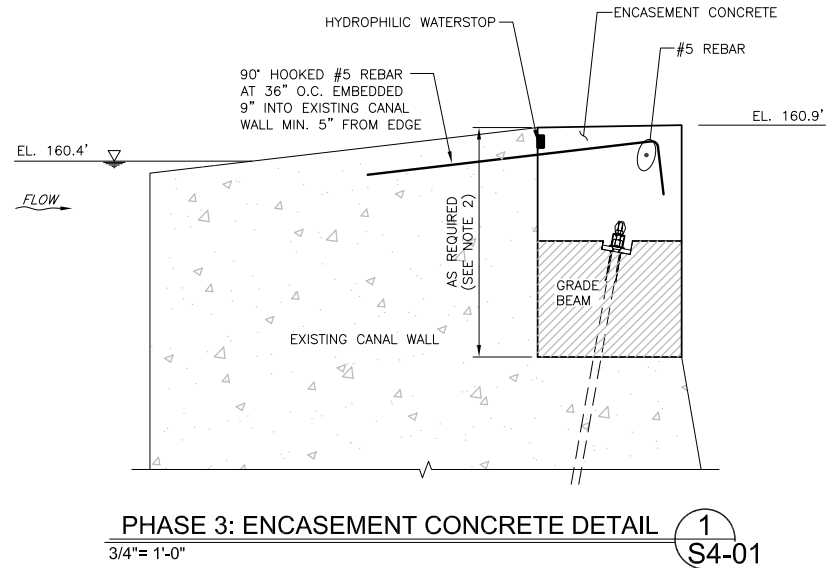 HYDROPHILIC WATERSTOP
ENCASEMENT CONCRETE
#5 REBAR
90° HOOKED #5 REBAR
AT 36" O.C. EMBEDDED
9" INTO EXISTING CANAL
WALL MIN. 5" FROM EDGE
EL. 160.9'
EL. 160.4'
FLOW
AS REQUIRED
(SEE NOTE 2)
GRADE
BEAM
EXISTING CANAL WALL
PHASE 3: ENCASEMENT CONCRETE DETAIL
1
3/4"= 1'-0"
S4-01